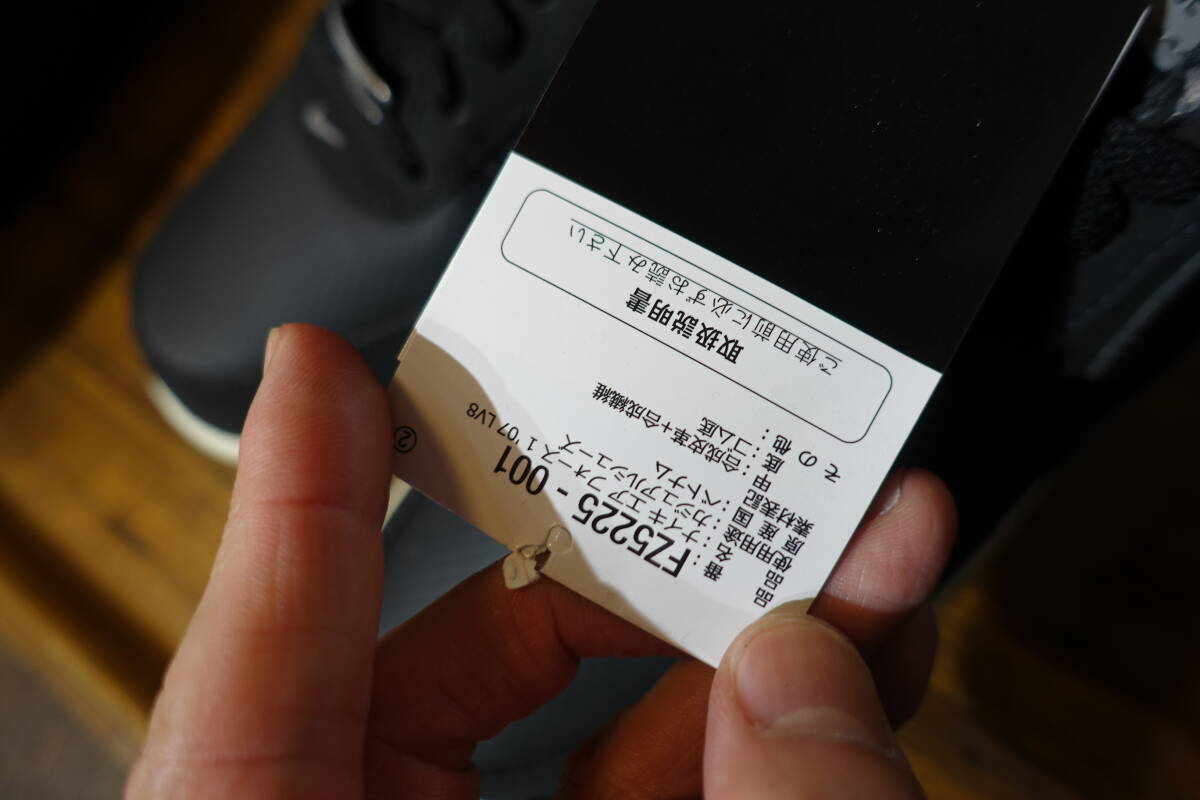 ②
FZ5225 - 001
品番：
品名：ナイキ エア フォース 1 '07 LV8
使用用途：カジュアルシューズ
原産国：ベトナム
素材表記
甲：合成皮革+合成繊維
底：ゴム底
その他：
取扱説明書
ご使用前に必ずお読み下さい